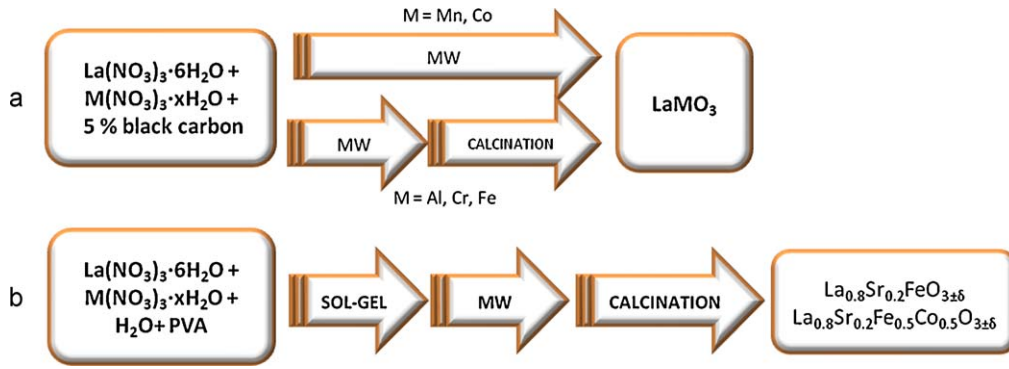 a
La(NO₃)₃·6H₂O +
M(NO₃)₃·xH₂O +
5 % black carbon
M = Mn, Co
MW
MW
CALCINATION
M = Al, Cr, Fe
LaMO₃
b
La(NO₃)₃·6H₂O +
M(NO₃)₃·xH₂O +
H₂O+ PVA
SOL-GEL
MW
CALCINATION
La₀.₈Sr₀.₂FeO₃±δ
La₀.₈Sr₀.₂Fe₀.₅Co₀.₅O₃±δ